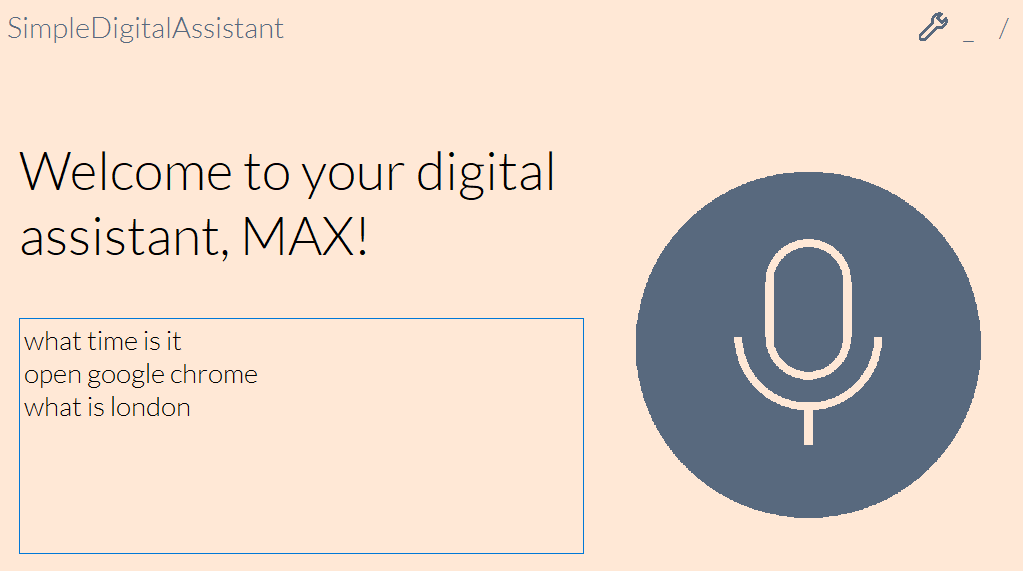 SimpleDigitalAssistant
_ /
Welcome to your digital
assistant, MAX!
what time is it
open google chrome
what is london